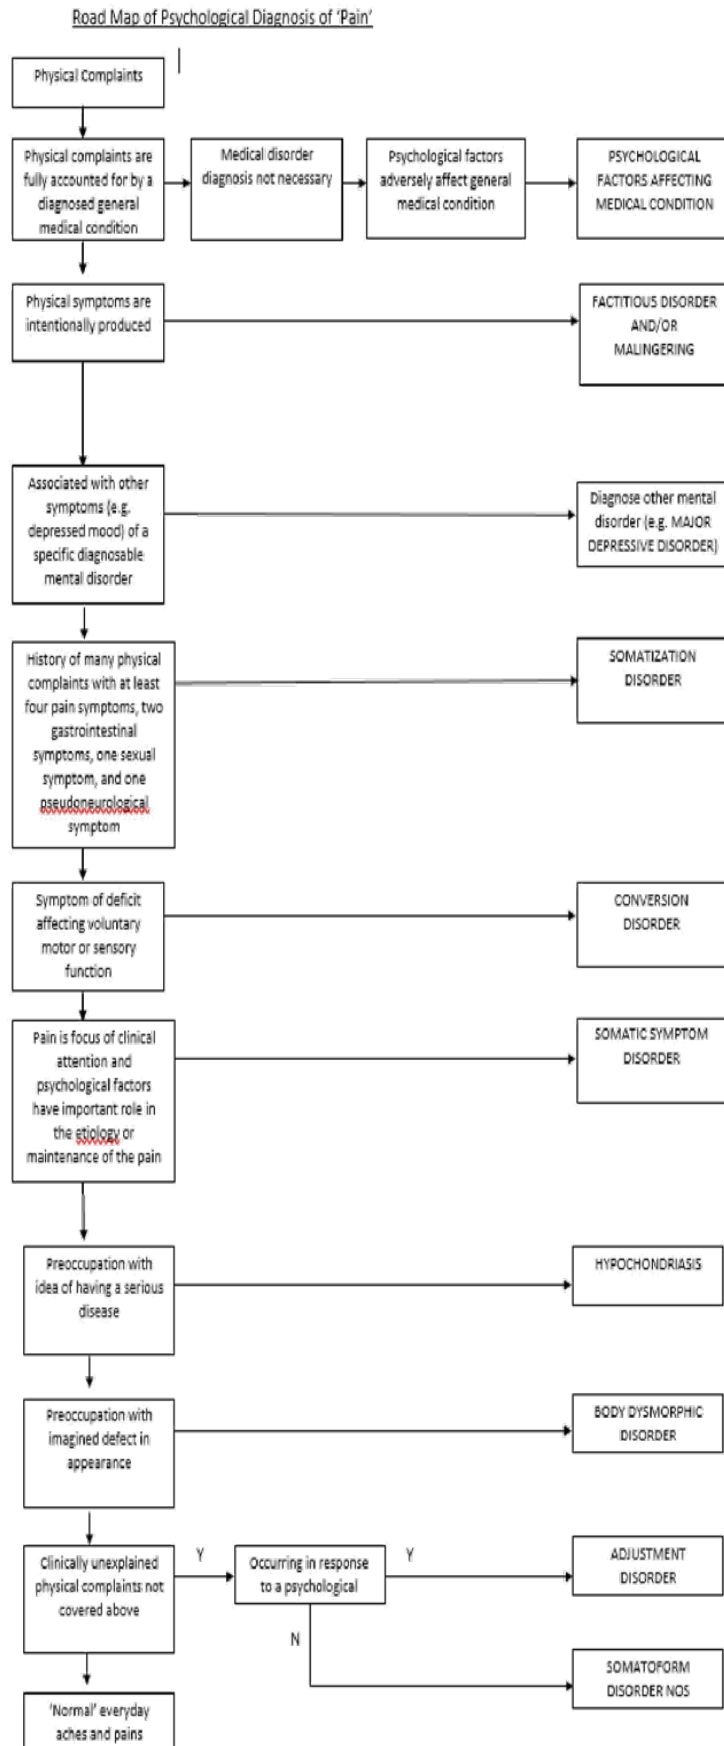 Road Map of Psychological Diagnosis of 'Pain'
Physical Complaints
Physical complaints are
fully accounted for by a
diagnosed general
medical condition
Medical disorder
diagnosis not necessary
Psychological factors
adversely affect general
medical condition
PSYCHOLOGICAL
FACTORS AFFECTING
MEDICAL CONDITION
Physical symptoms are
intentionally produced
FACTITIOUS DISORDER
AND/OR
MALINGERING
Associated with other
symptoms (e.g.
depressed mood) of a
specific diagnosable
mental disorder
Diagnose other mental
disorder (e.g. MAJOR
DEPRESSIVE DISORDER)
History of many physical
complaints with at least
four pain symptoms, two
gastrointestinal
symptoms, one sexual
symptom, and one
pseudoneurological
symptom
SOMATIZATION
DISORDER
Symptom of deficit
affecting voluntary
motor or sensory
function
CONVERSION
DISORDER
Pain is focus of clinical
attention and
psychological factors
have important role in
the etiology or
maintenance of the pain
SOMATIC SYMPTOM
DISORDER
Preoccupation with
idea of having a serious
disease
HYPOCHONDRIASIS
Preoccupation with
imagined defect in
appearance
BODY DYSMORPHIC
DISORDER
Clinically unexplained
physical complaints not
covered above
Y
Occurring in response
to a psychological
Y
ADJUSTMENT
DISORDER
N
SOMATOFORM
DISORDER NOS
'Normal' everyday
aches and pains